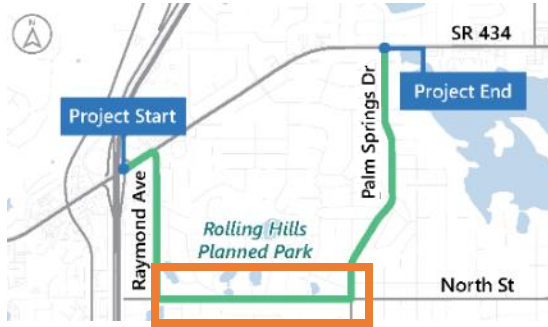 SR 434
Project Start
Project End
Raymond Ave
Palm Springs Dr
Rolling Hills
Planned Park
North St